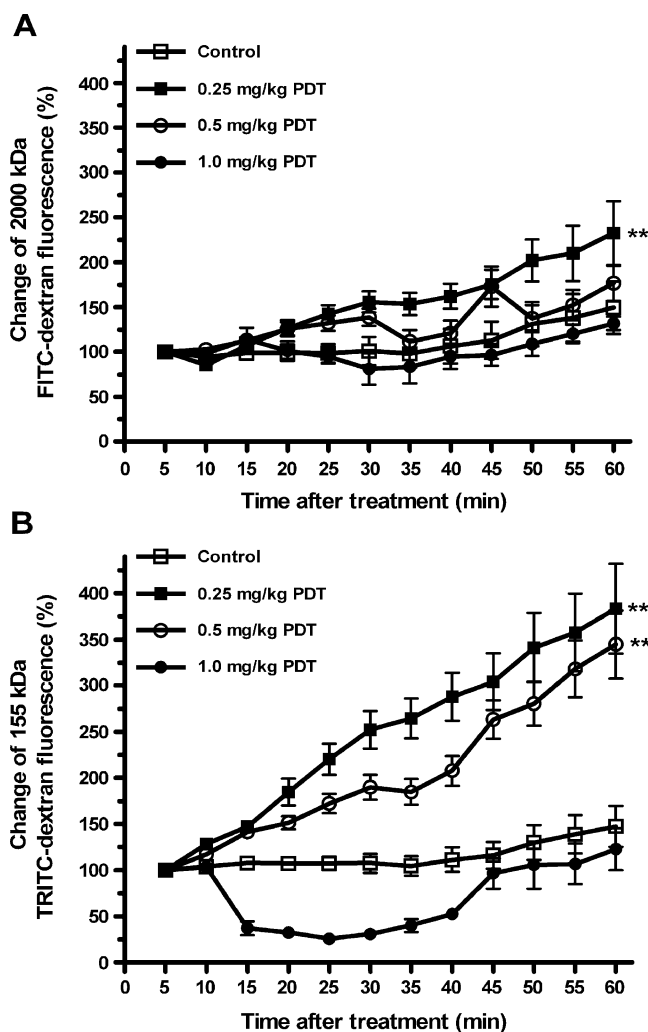 A
Control
0.25 mg/kg PDT
0.5 mg/kg PDT
1.0 mg/kg PDT
Change of 2000 kDa
FITC-dextran fluorescence (%)
400
350
300
250
200
150
100
50
0
**
0 5 10 15 20 25 30 35 40 45 50 55 60
Time after treatment (min)
B
Control
0.25 mg/kg PDT
0.5 mg/kg PDT
1.0 mg/kg PDT
Change of 155 kDa
TRITC-dextran fluorescence (%)
400
350
300
250
200
150
100
50
0
**
**
0 5 10 15 20 25 30 35 40 45 50 55 60
Time after treatment (min)